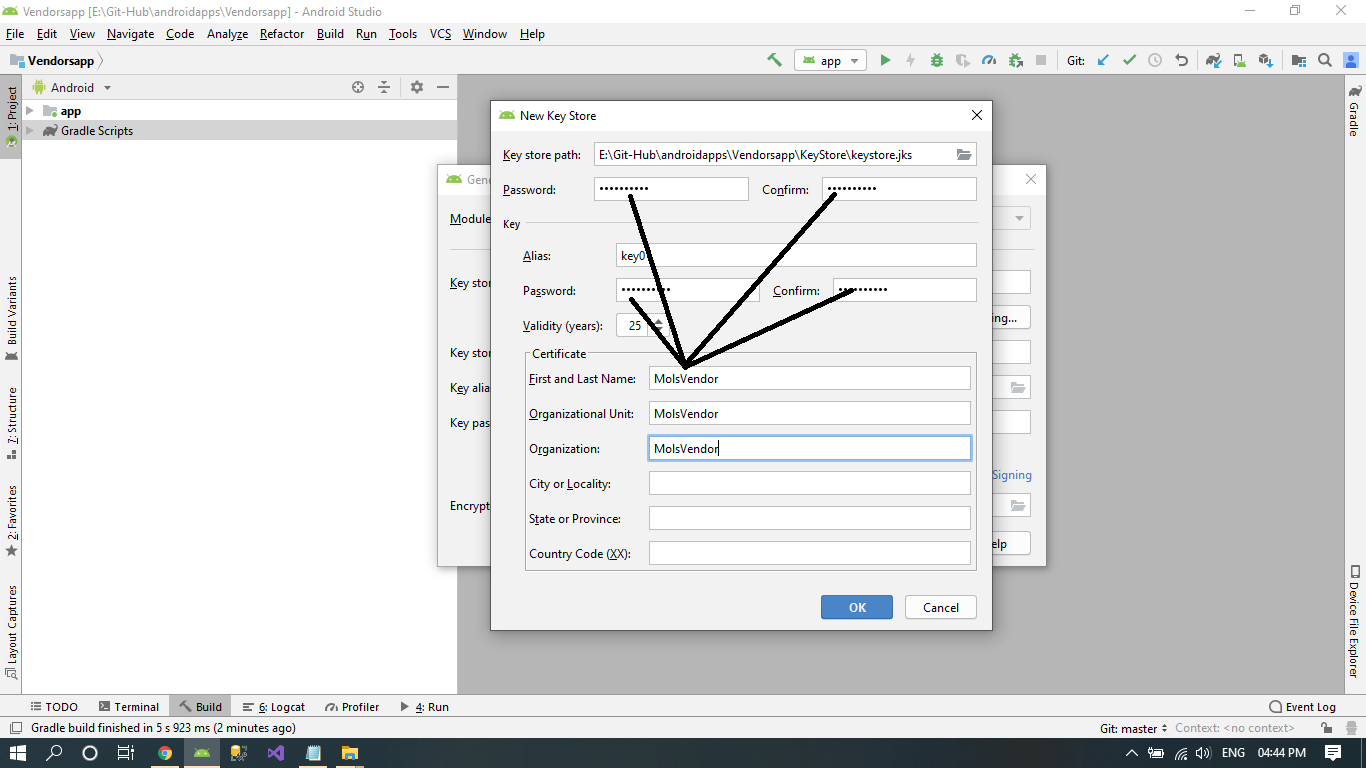 Vendorsapp [E:\Git-Hub\androidapps\Vendorsapp] - Android Studio
File Edit View Navigate Code Analyze Refactor Build Run Tools VCS Window Help
Vendorsapp
app
Git:
1: Project
Android
app
Gradle Scripts
Gradle
New Key Store
Key store path:
E:\Git-Hub\androidapps\Vendorsapp\KeyStore\keystore.jks
Password:
Confirm:
Key
Alias:
key0
Password:
Confirm:
Validity (years):
25
Certificate
First and Last Name:
MolsVendor
Organizational Unit:
MolsVendor
Organization:
MolsVendor
City or Locality:
State or Province:
Country Code (XX):
OK
Cancel
Gene
Module
Key stor
ing...
Key stor
Key alia
Key pas
Signing
Encrypt
elp
Build Variants
7: Structure
2: Favorites
Layout Captures
Device File Explorer
TODO Terminal Build 6: Logcat Profiler 4: Run
Event Log
Gradle build finished in 5 s 923 ms (2 minutes ago)
Git: master
Context: <no context>
ENG
04:44 PM